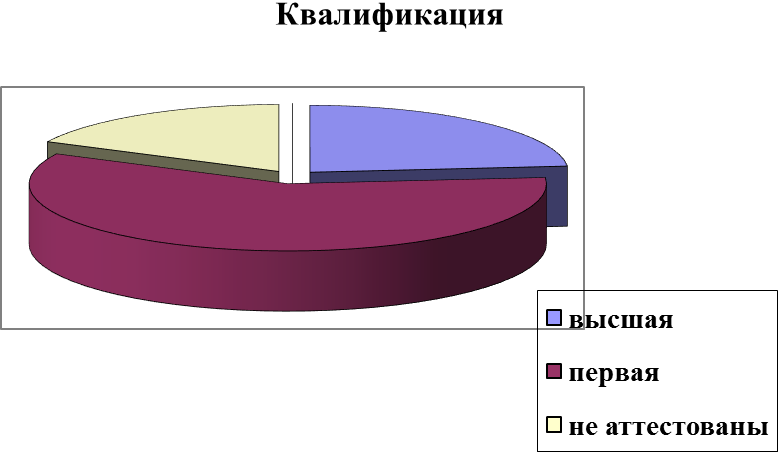 Квалификация
высшая
первая
не аттестованы